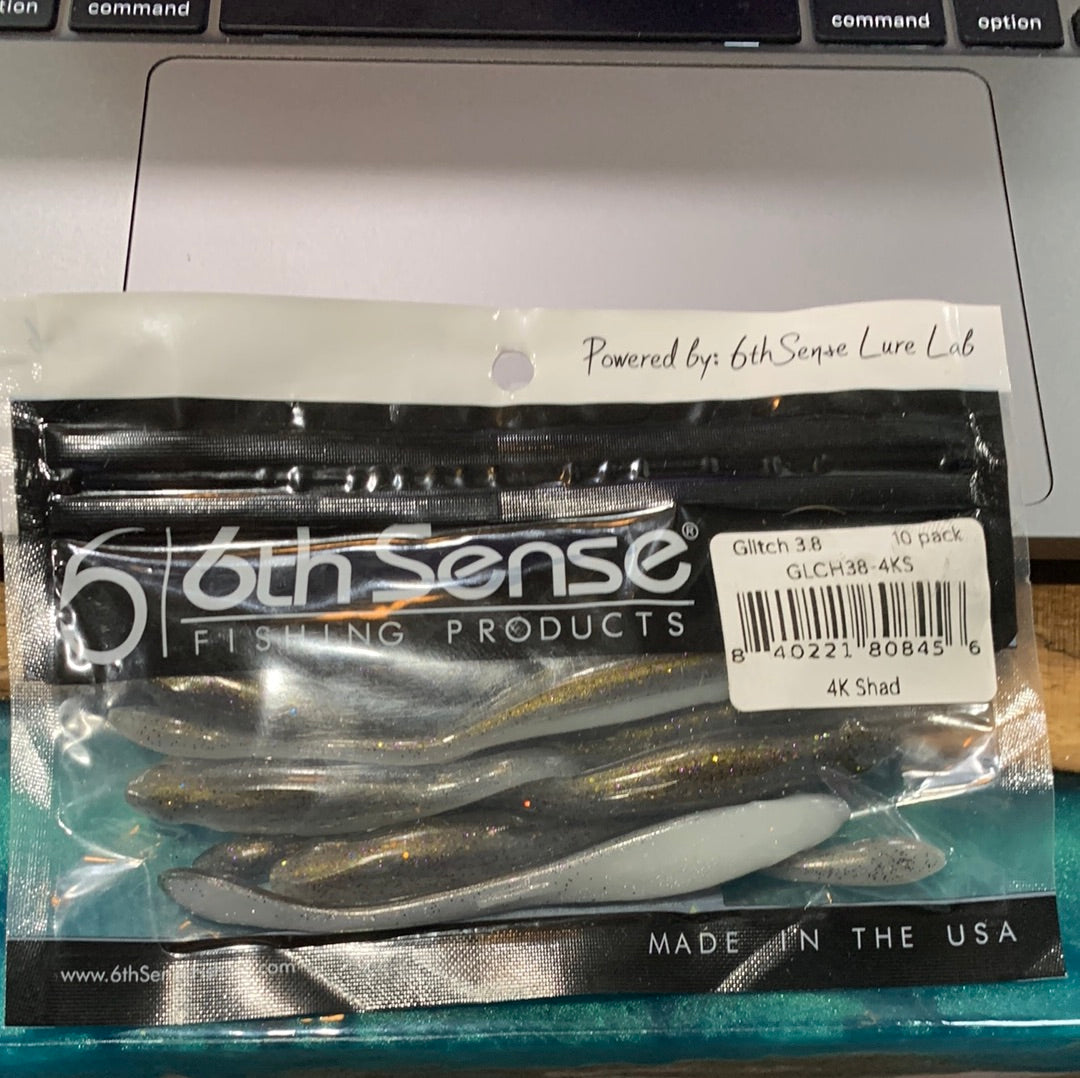 command
command
option
Powered by: 6th Sense Lure Lab
6th Sense®
FISHING PRODUCTS
Glitch 3.8 10 pack
GLCH38-4KS
8 40221 80845 6
4K Shad
MADE IN THE USA